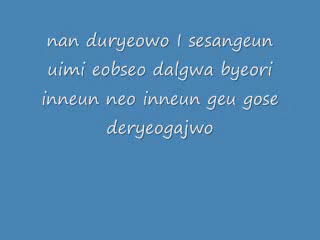 nan duryeowo I sesangeun
uimi eobseo dalgwa byeori
inneun neo inneun geu gose
deryeogajwo